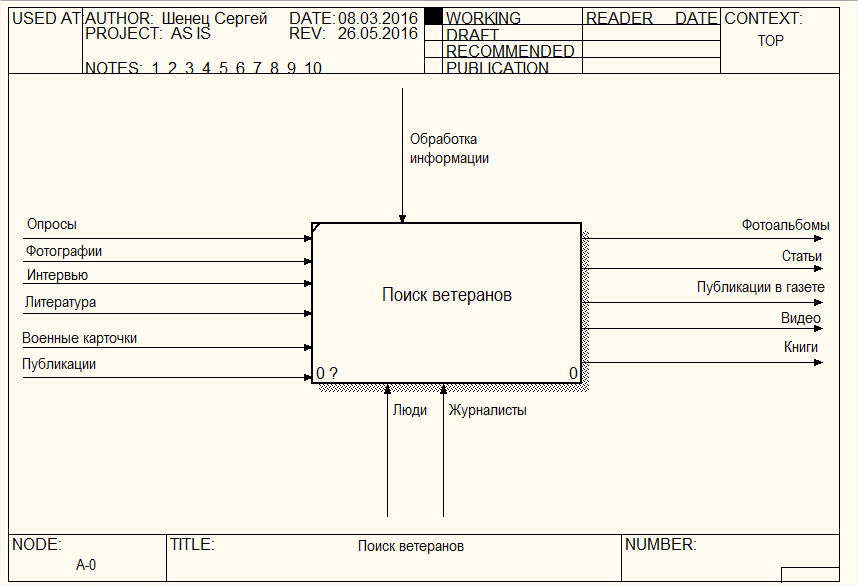 USED AT:
AUTHOR: Шенец Сергей
DATE: 08.03.2016
PROJECT: AS IS
REV: 26.05.2016
NOTES: 1 2 3 4 5 6 7 8 9 10
WORKING
DRAFT
RECOMMENDED
PUBLICATION
READER DATE
CONTEXT:
TOP
Обработка
информации
Опросы
Фотографии
Интервью
Литература
Военные карточки
Публикации
Поиск ветеранов
0 ?
0
Фотоальбомы
Статьи
Публикации в газете
Видео
Книги
Люди
Журналисты
NODE:
A-0
TITLE:
Поиск ветеранов
NUMBER: